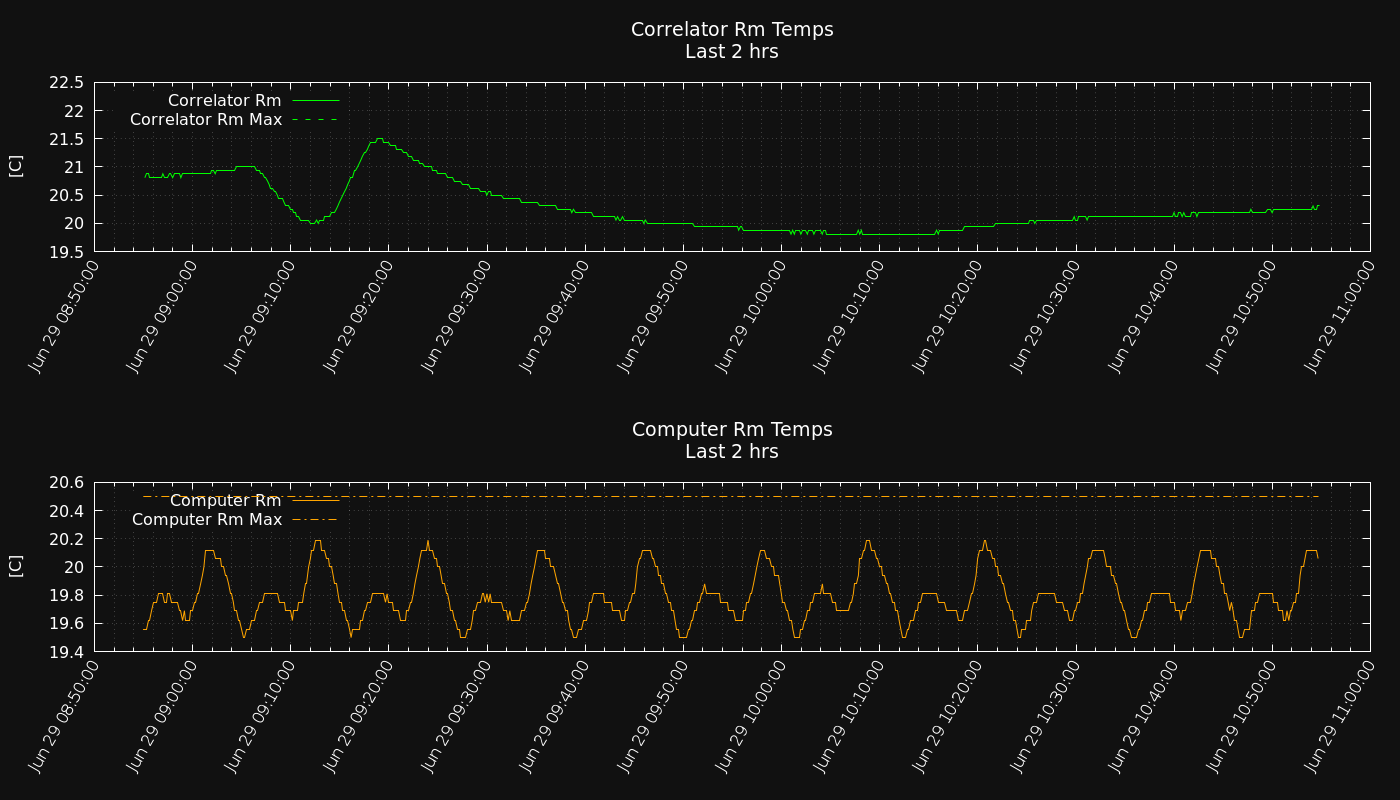 Correlator Rm Temps
Last 2 hrs
22.5
22
21.5
21
20.5
20
19.5
[C]
Correlator Rm
Correlator Rm Max
Jun 29 08:50:00
Jun 29 09:00:00
Jun 29 09:10:00
Jun 29 09:20:00
Jun 29 09:30:00
Jun 29 09:40:00
Jun 29 09:50:00
Jun 29 10:00:00
Jun 29 10:10:00
Jun 29 10:20:00
Jun 29 10:30:00
Jun 29 10:40:00
Jun 29 10:50:00
Jun 29 11:00:00
Computer Rm Temps
Last 2 hrs
20.6
20.4
20.2
20
19.8
19.6
19.4
[C]
Computer Rm
Computer Rm Max
Jun 29 08:50:00
Jun 29 09:00:00
Jun 29 09:10:00
Jun 29 09:20:00
Jun 29 09:30:00
Jun 29 09:40:00
Jun 29 09:50:00
Jun 29 10:00:00
Jun 29 10:10:00
Jun 29 10:20:00
Jun 29 10:30:00
Jun 29 10:40:00
Jun 29 10:50:00
Jun 29 11:00:00